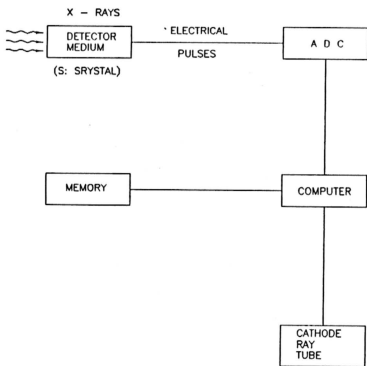 X – RAYS
DETECTOR
MEDIUM
(S: SRYSTAL)
ELECTRICAL
PULSES
A D C
MEMORY
COMPUTER
CATHODE
RAY
TUBE